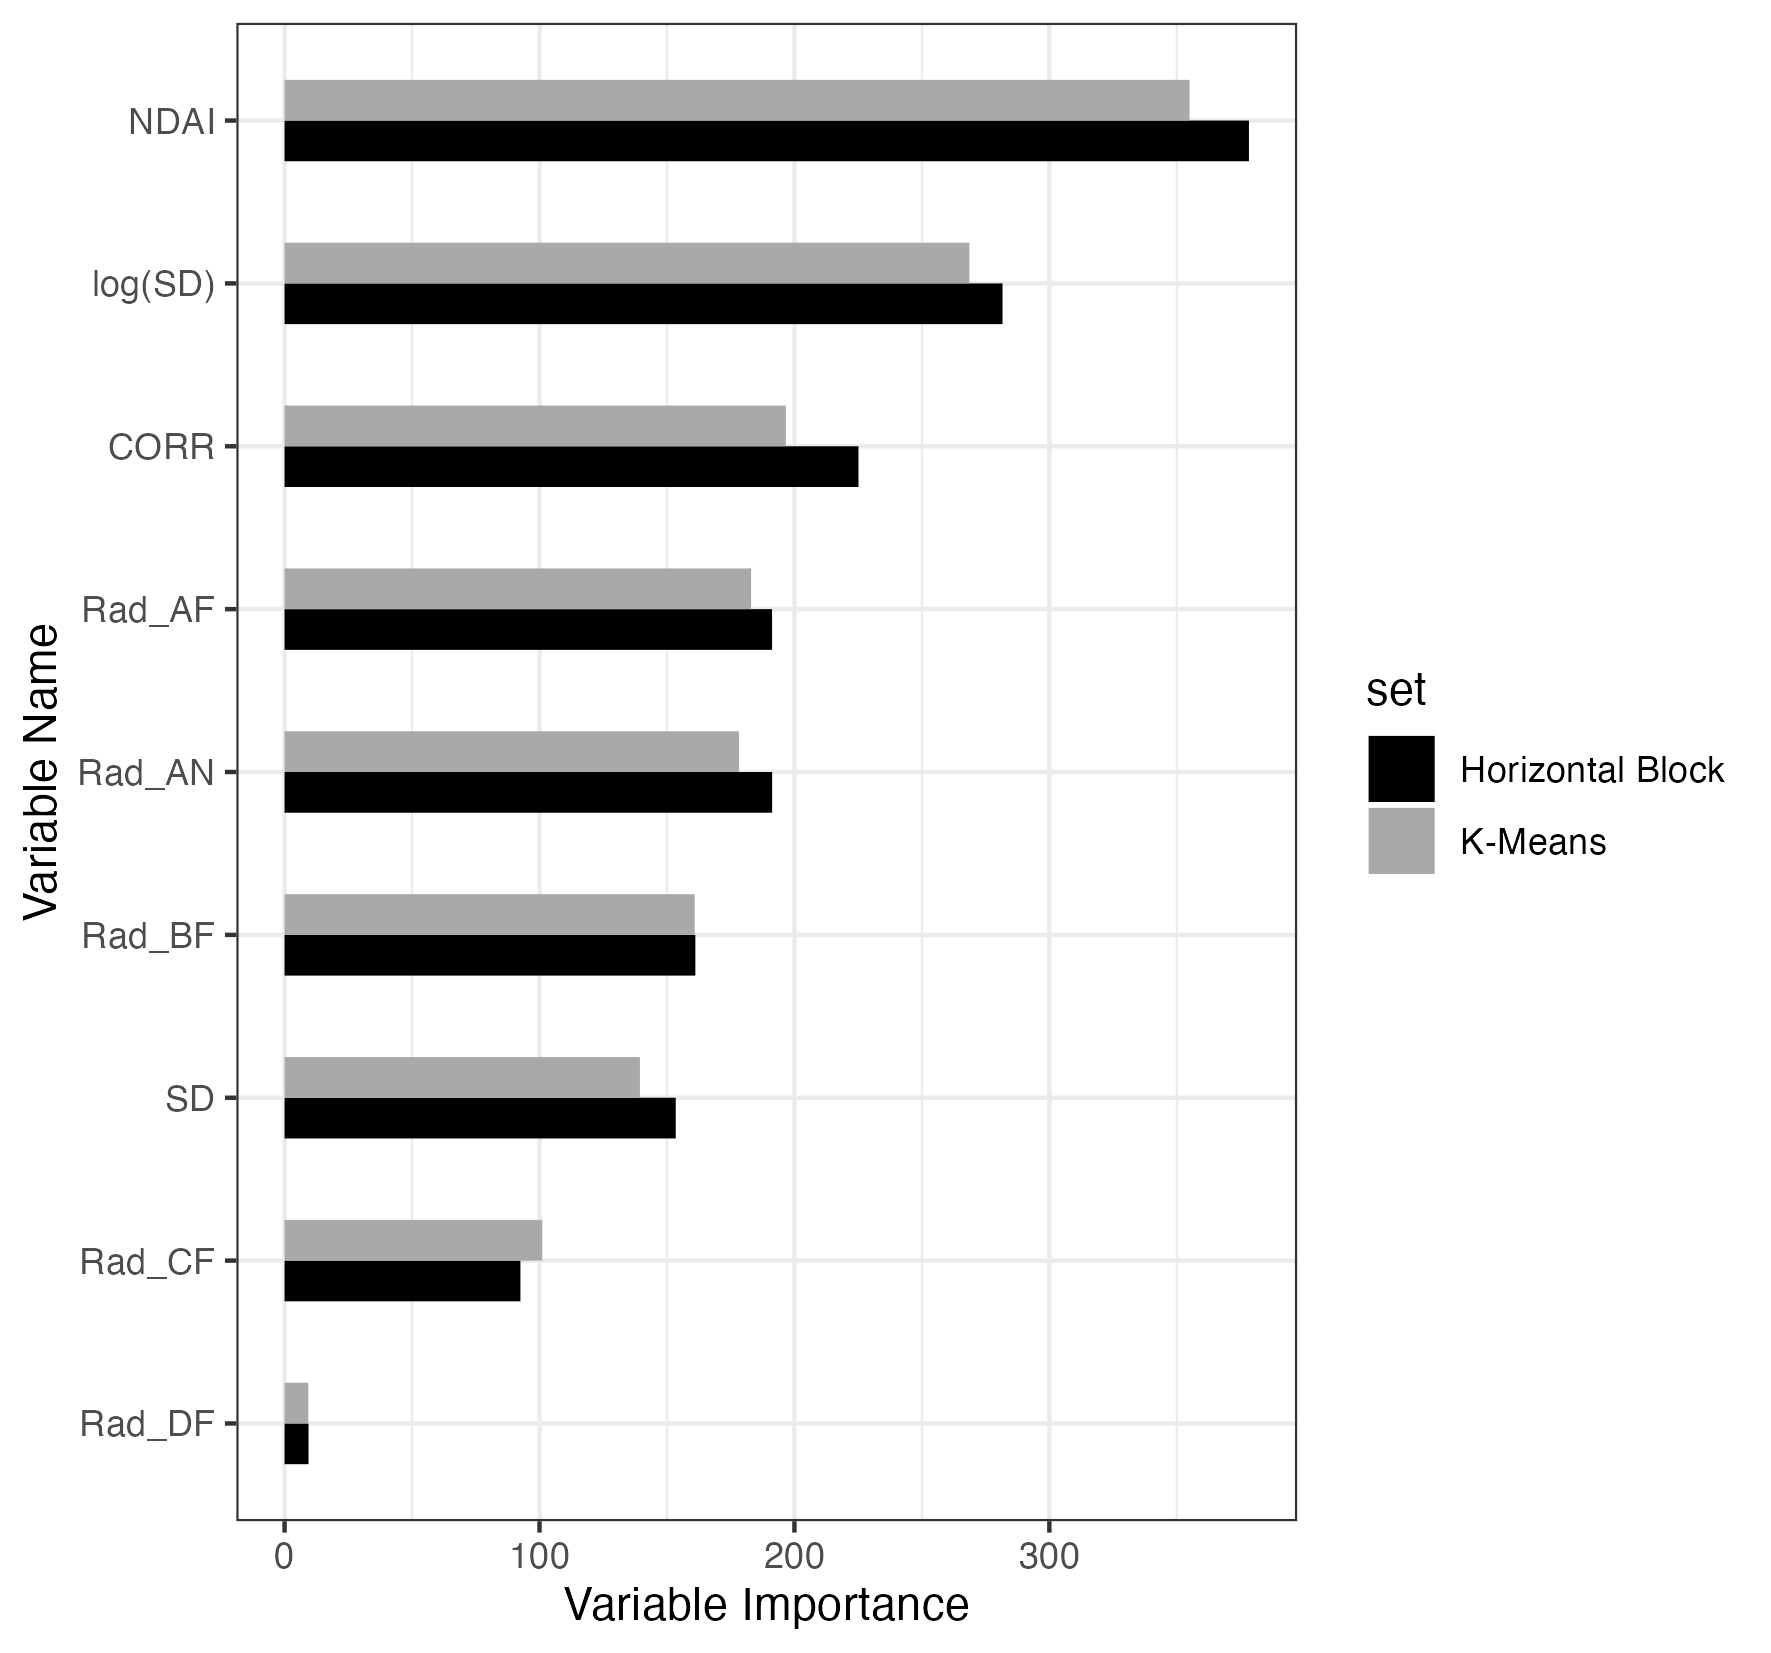 NDAI
log(SD)
CORR
Rad_AF
Rad_AN
Rad_BF
SD
Rad_CF
Rad_DF
Variable Name
0 100 200 300
Variable Importance
set
Horizontal Block
K-Means